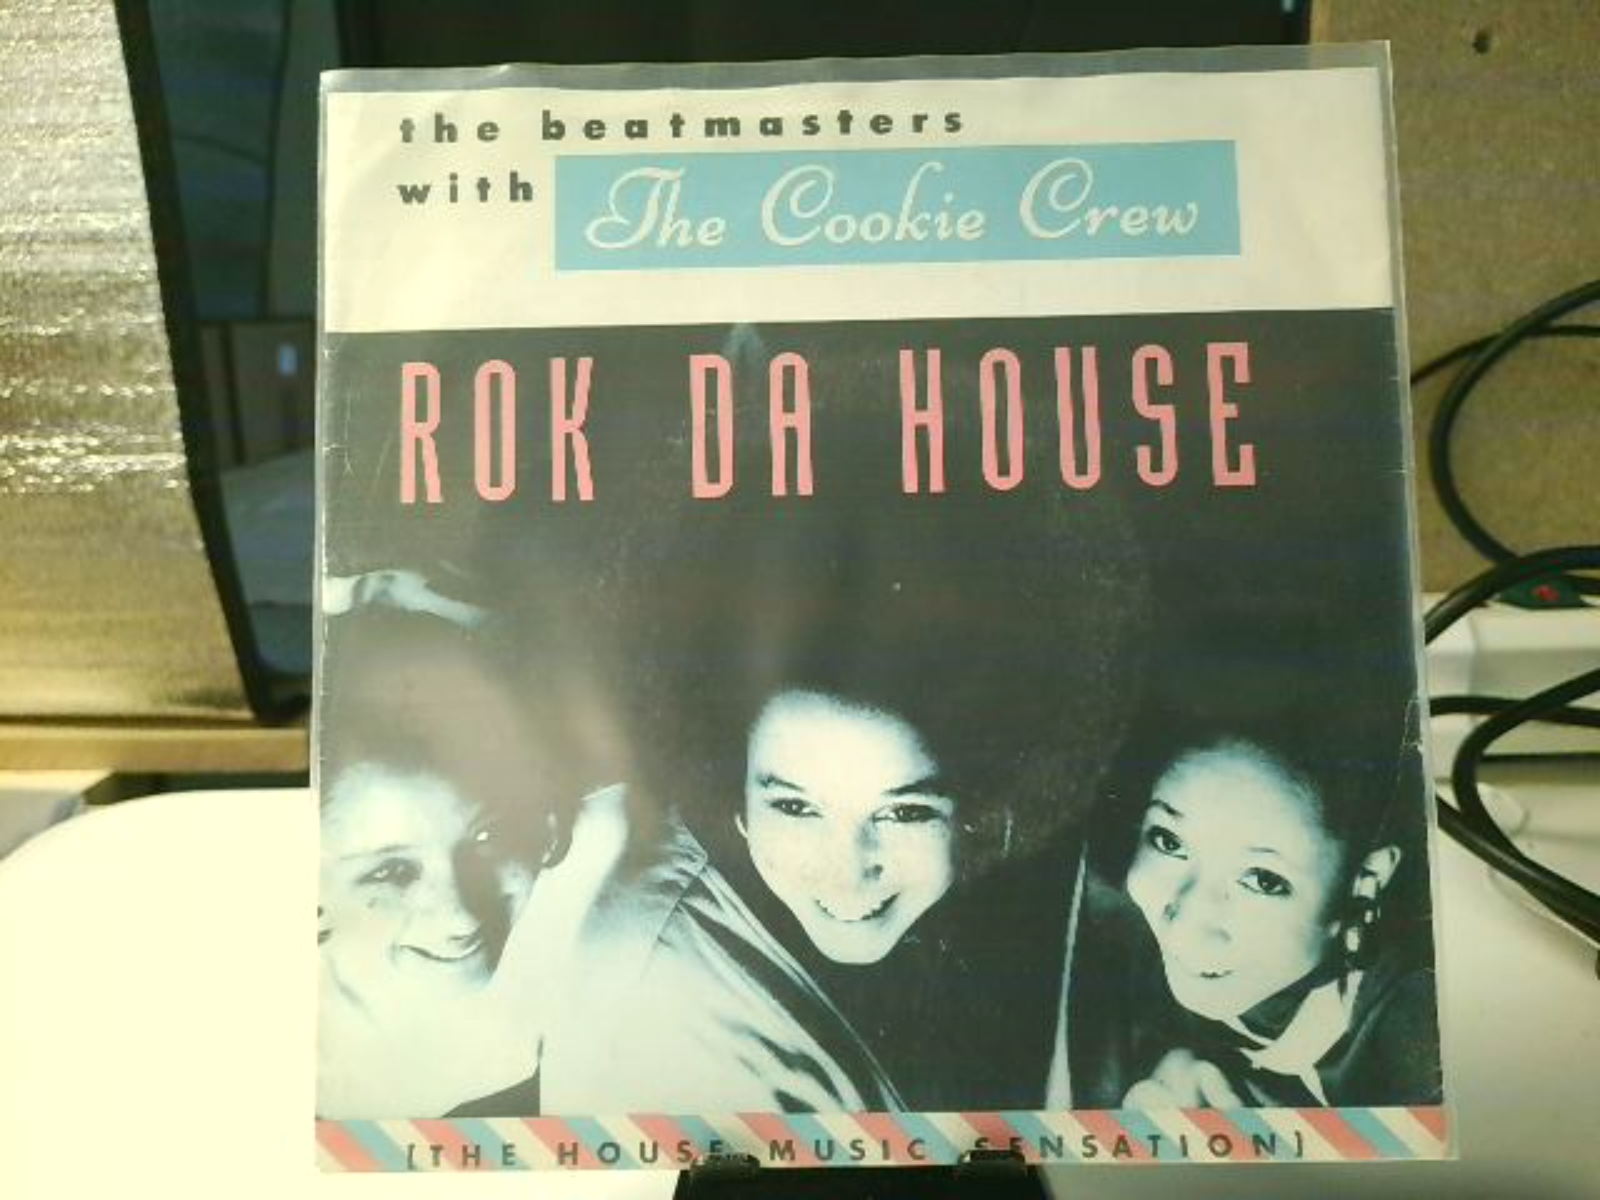 the beatmasters
with The Cookie Crew
ROK DA HOUSE
[THE HOUSE MUSIC SENSATION]